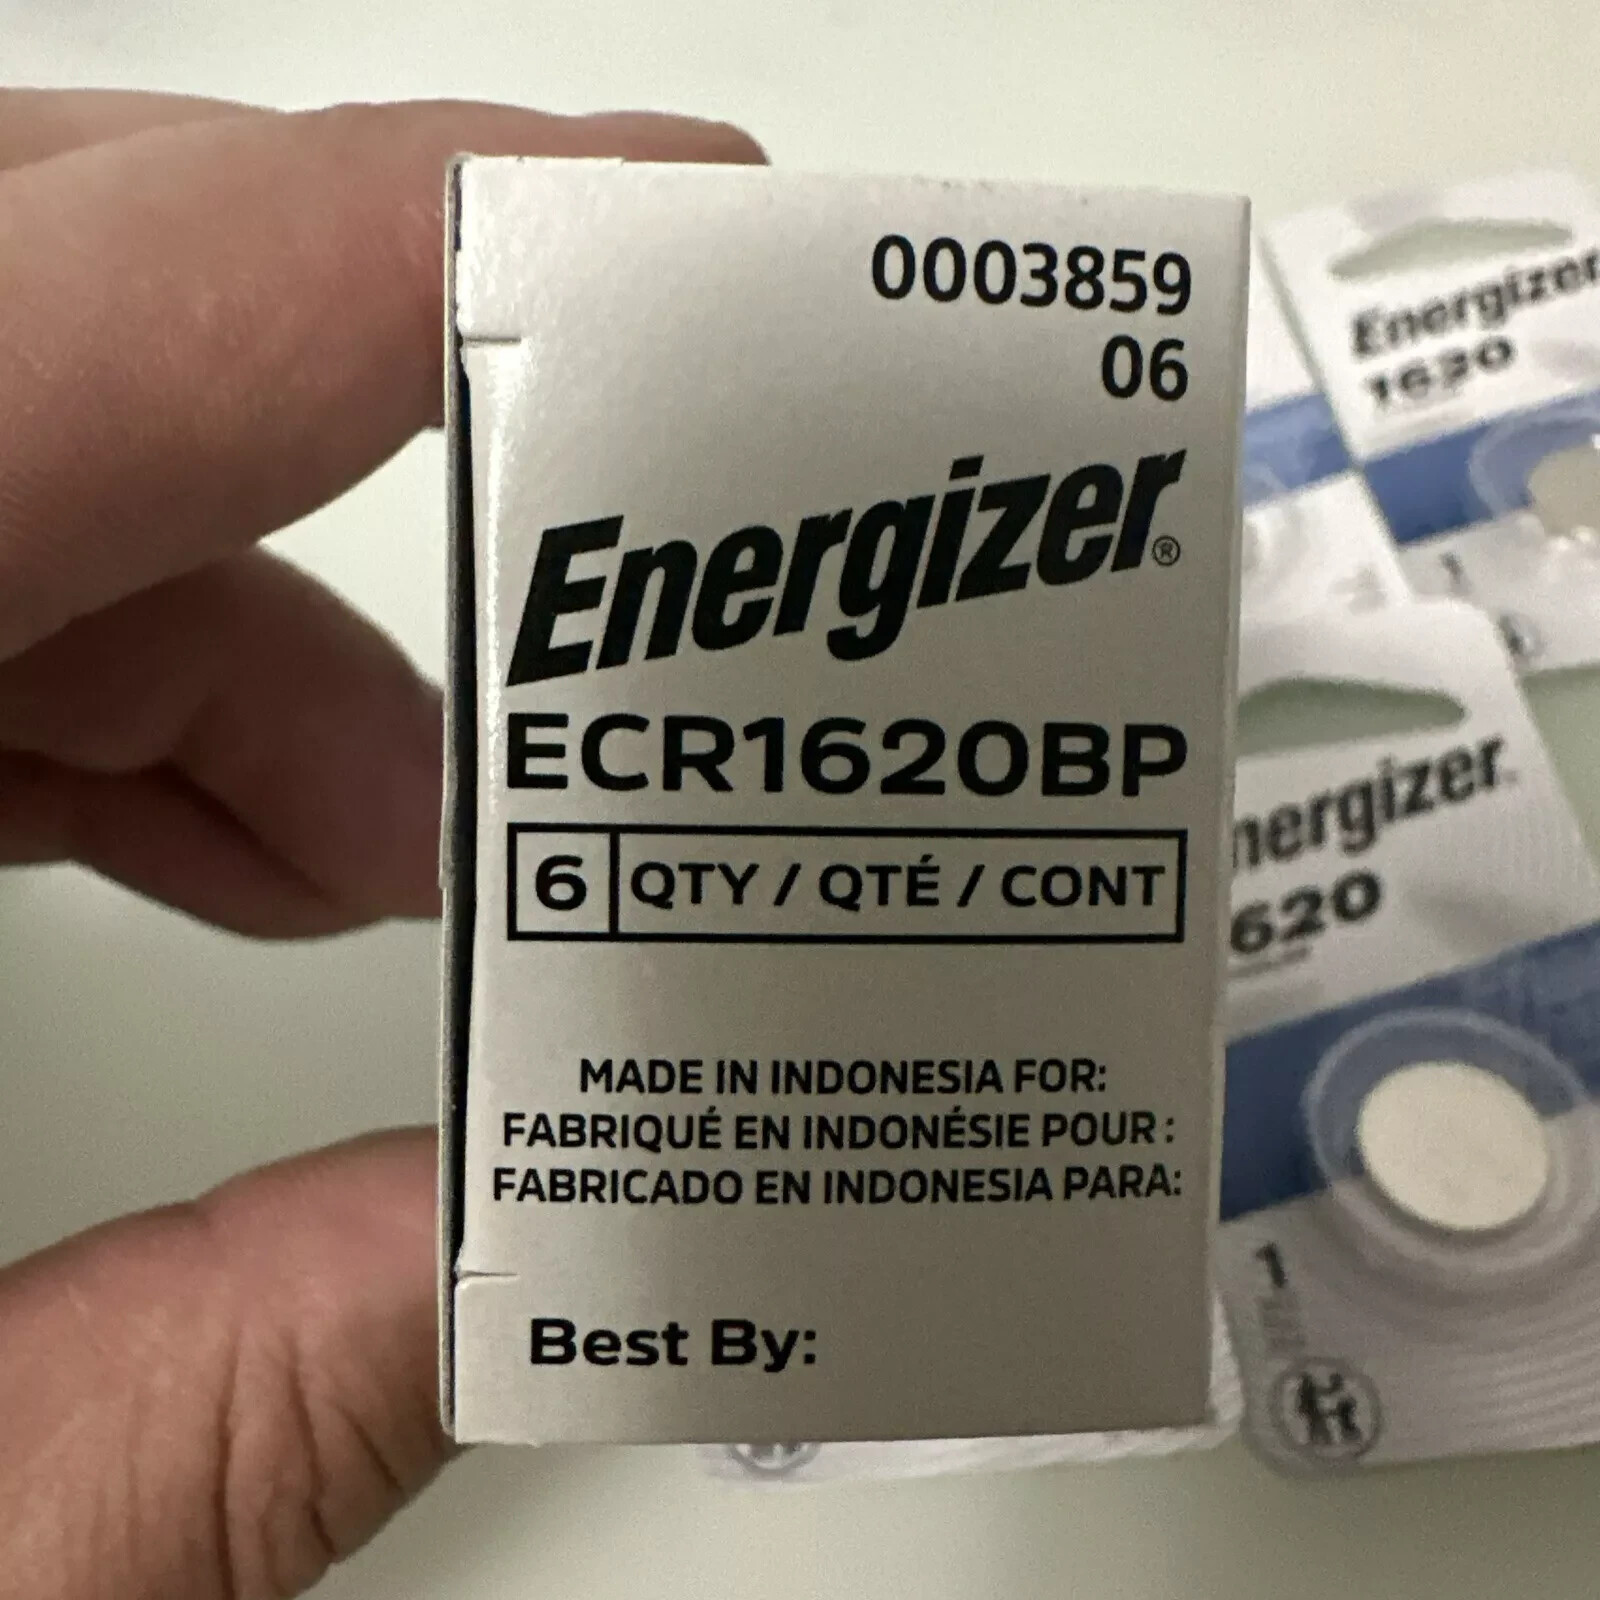 0003859
06
Energizer®
ECR1620BP
6 QTY / QTÉ / CONT
MADE IN INDONESIA FOR:
FABRIQUÉ EN INDONÉSIE POUR :
FABRICADO EN INDONESIA PARA:
Best By:
Energizer
1620
1
nergizer
620
1